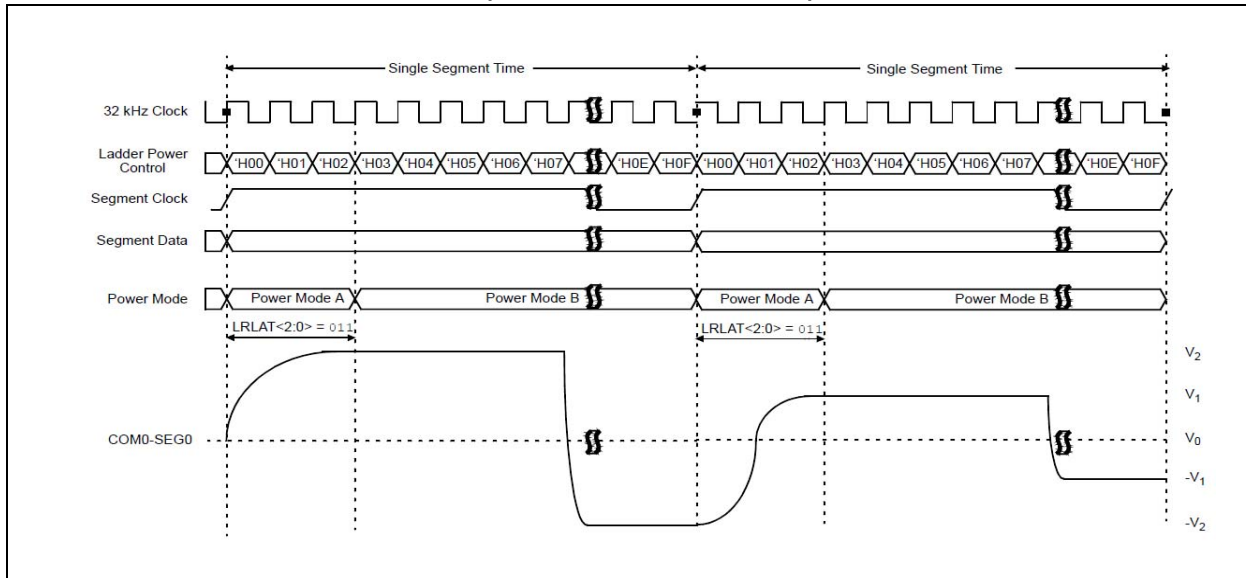 Single Segment Time Single Segment Time
32 kHz Clock
Ladder Power
Control
'H00 'H01 'H02 'H03 'H04 'H05 'H06 'H07 'H0E 'H0F 'H00 'H01 'H02 'H03 'H04 'H05 'H06 'H07 'H0E 'H0F
Segment Clock
Segment Data
Power Mode Power Mode A Power Mode B Power Mode A Power Mode B
LRLAT<2:0> = 011 LRLAT<2:0> = 011
V2
V1
COM0-SEG0 V0
-V1
-V2